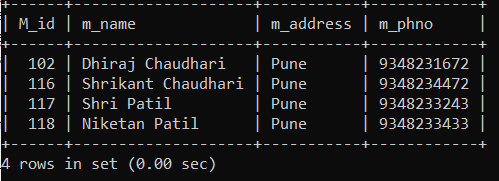 +------+---------------------+-----------+------------+
| M_id | m_name              | m_address | m_phno     |
+------+---------------------+-----------+------------+
|  102 | Dhiraj Chaudhari    | Pune      | 9348231672 |
|  116 | Shrikant Chaudhari  | Pune      | 9348234472 |
|  117 | Shri Patil          | Pune      | 9348233243 |
|  118 | Niketan Patil       | Pune      | 9348233433 |
+------+---------------------+-----------+------------+
4 rows in set (0.00 sec)